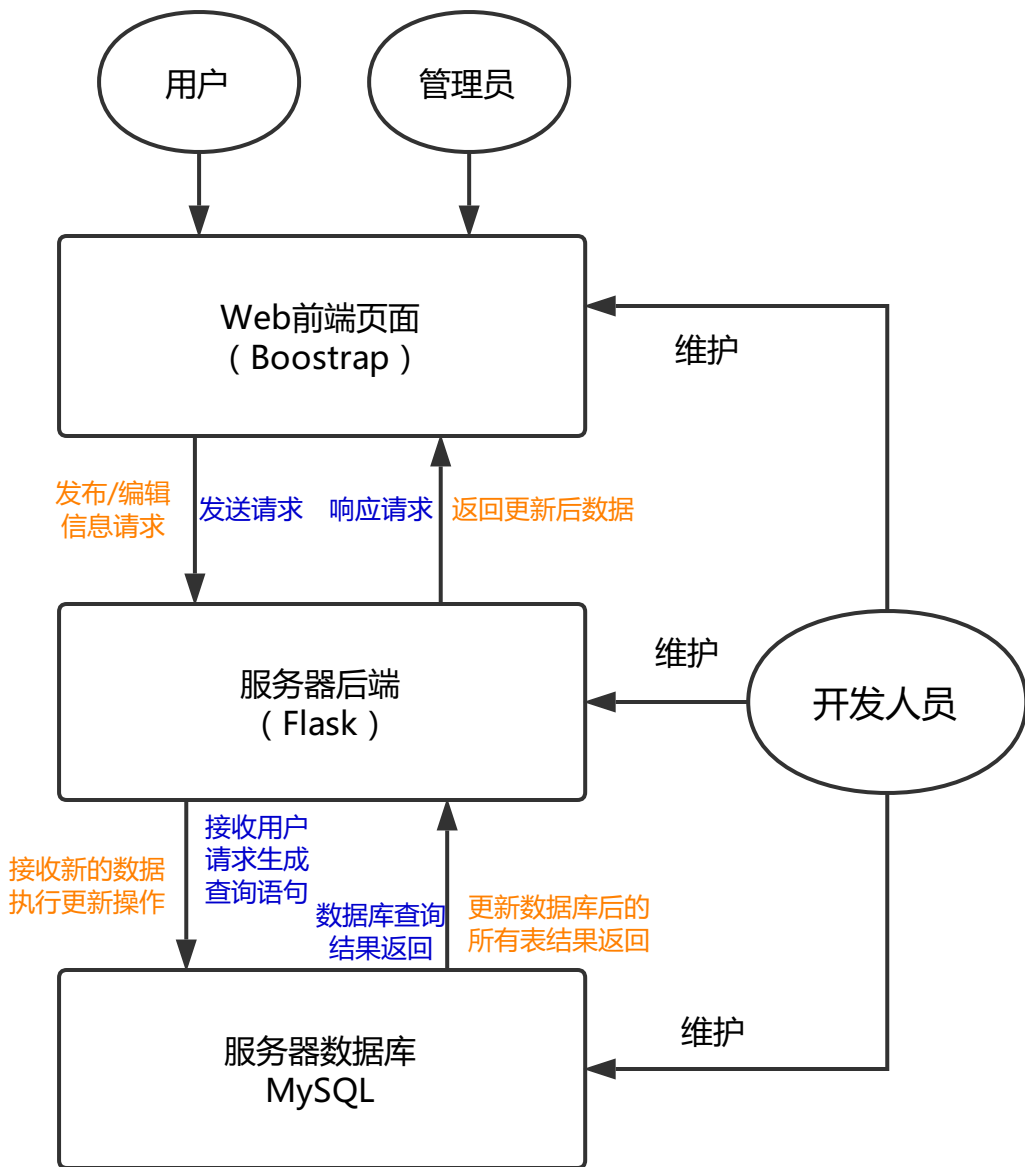 用户
管理员
Web前端页面
（Boostrap）
维护
发布/编辑
信息请求
发送请求
响应请求
返回更新后数据
服务器后端
（Flask）
维护
开发人员
接收新的数据
执行更新操作
接收用户
请求生成
查询语句
数据库查询
结果返回
更新数据库后的
所有表结果返回
服务器数据库
MySQL
维护